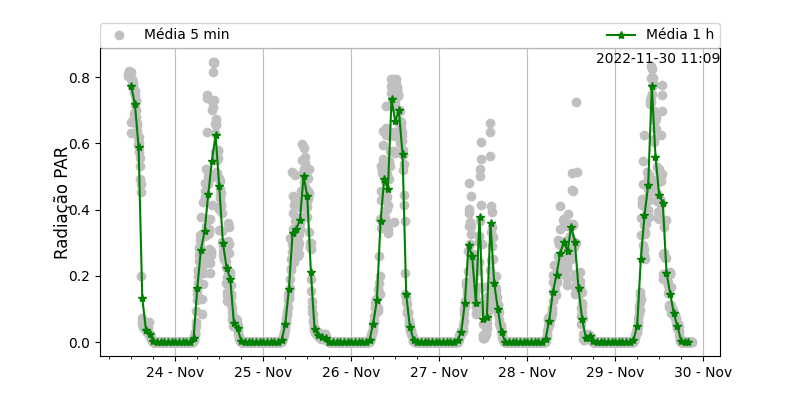 Média 5 min
Média 1 h
2022-11-30 11:09
Radiação PAR
0.8
0.6
0.4
0.2
0.0
24 - Nov
25 - Nov
26 - Nov
27 - Nov
28 - Nov
29 - Nov
30 - Nov